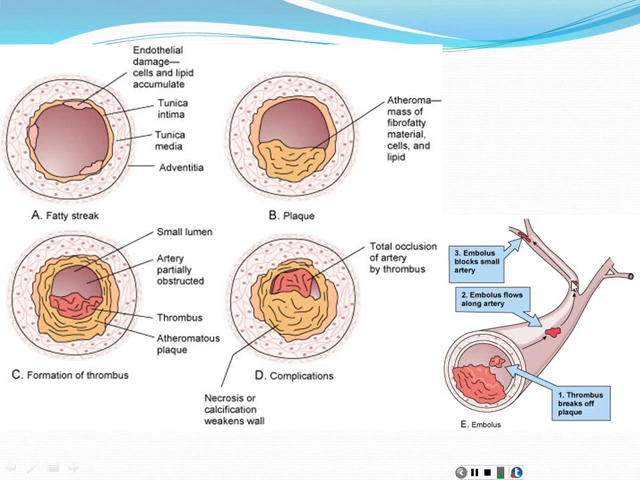 Endothelial
damage—
cells and lipid
accumulate
Tunica
intima
Tunica
media
Adventitia
A. Fatty streak
Atheroma—
mass of
fibrofatty
material,
cells, and
lipid
B. Plaque
Small lumen
Artery
partially
obstructed
Thrombus
Atheromatous
plaque
C. Formation of thrombus
Total occlusion
of artery
by thrombus
Necrosis or
calcification
weakens wall
D. Complications
3. Embolus
blocks small
artery
2. Embolus flows
along artery
1. Thrombus
breaks off
plaque
E. Embolus